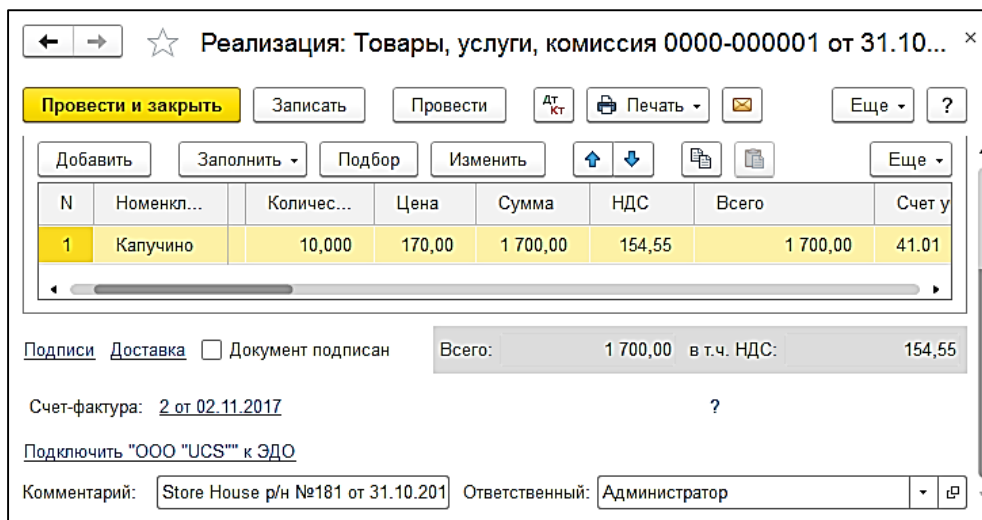 Реализация: Товары, услуги, комиссия 0000-000001 от 31.10... ×
Провести и закрыть Записать Провести Дт Кт Печать Еще ?
Добавить Заполнить Подбор Изменить Еще
N Номенкл... Количес... Цена Сумма НДС Всего Счет у
1 Капучино 10,000 170,00 1 700,00 154,55 1 700,00 41.01
Подписи Доставка Документ подписан Всего: 1 700,00 в т.ч. НДС: 154,55
Счет-фактура: 2 от 02.11.2017 ?
Подключить "ООО "UCS"" к ЭДО
Комментарий: Store House р/н №181 от 31.10.201 Ответственный: Администратор